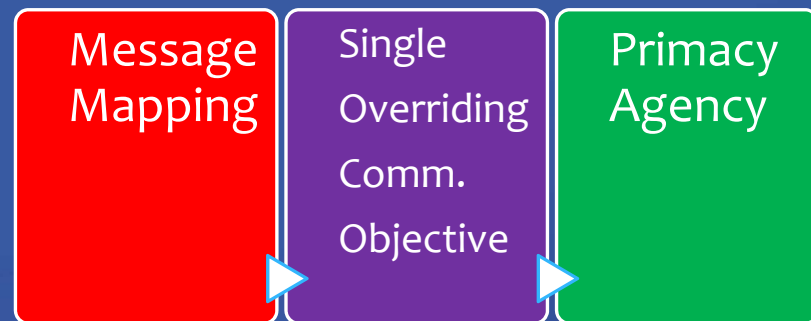 Message
Mapping
Single
Overriding
Comm.
Objective
Primacy
Agency